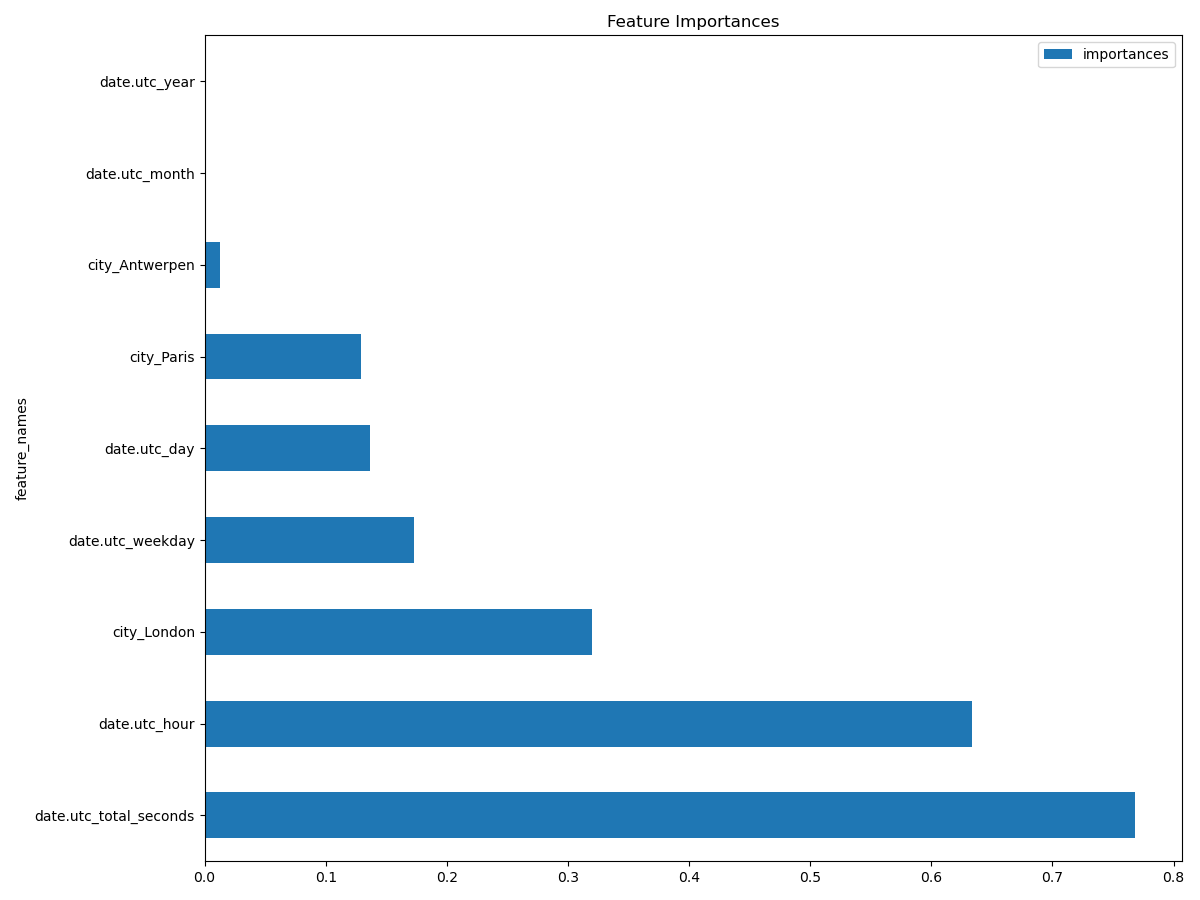 Feature Importances
importances
feature_names
date.utc_year
date.utc_month
city_Antwerpen
city_Paris
date.utc_day
date.utc_weekday
city_London
date.utc_hour
date.utc_total_seconds
0.0 0.1 0.2 0.3 0.4 0.5 0.6 0.7 0.8